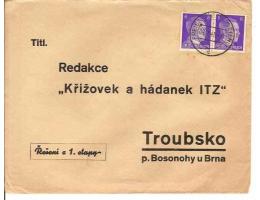 Titl.
Redakce
„Křížovek a hádanek ITZ"
Troubsko
p. Bosonohy u Brna
Řešení z 1. etapy